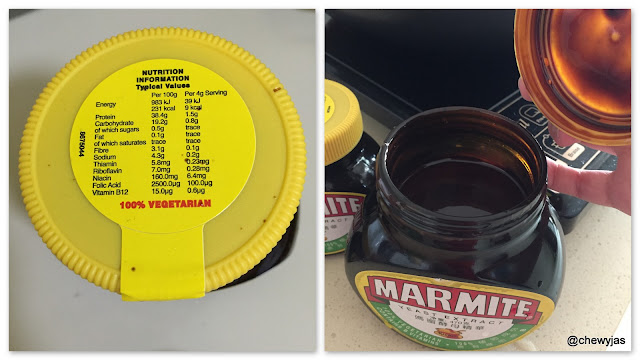 NUTRITION
INFORMATION
Typical Values
Per 100g Per 4g Serving
Energy 983 kJ 39 kJ
231 kcal 9 kcal
Protein 38.4g 1.5g
Carbohydrate 19.2g 0.8g
of which sugars 0.5g trace
Fat 0.1g trace
of which saturates trace trace
Fibre 3.1g 0.1g
Sodium 4.3g 0.2g
Thiamin 5.8mg 0.23µg
Riboflavin 7.0mg 0.28mg
Niacin 160.0mg 6.4mg
Folic Acid 2500.0µg 100.0µg
Vitamin B12 15.0µg 0.6µg
100% VEGETARIAN
MARMITE
YEAST EXTRACT
@chewyjas